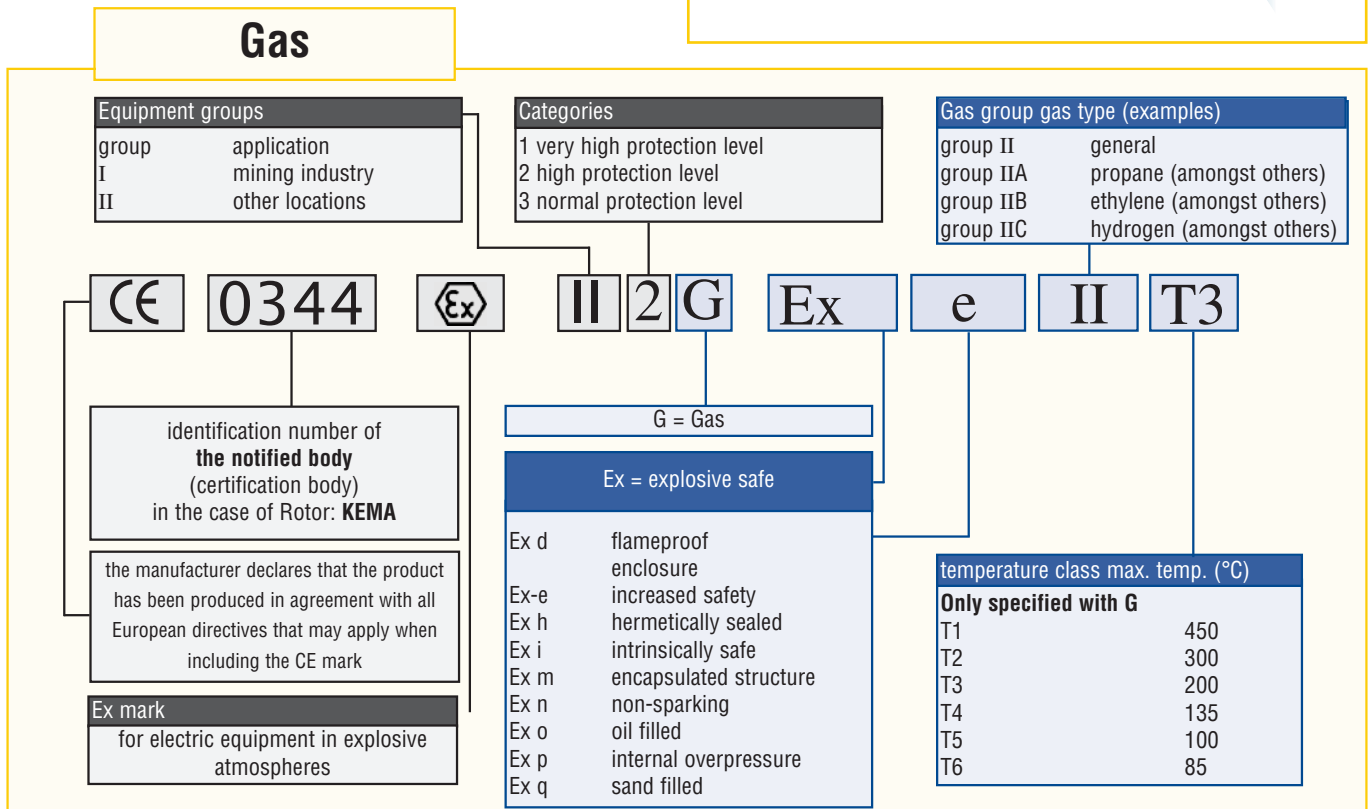 Gas
Equipment groups
group application
I mining industry
II other locations
Categories
1 very high protection level
2 high protection level
3 normal protection level
Gas group gas type (examples)
group II general
group IIA propane (amongst others)
group IIB ethylene (amongst others)
group IIC hydrogen (amongst others)
CE 0344 Ex II 2 G Ex e II T3
identification number of
the notified body
(certification body)
in the case of Rotor: KEMA
the manufacturer declares that the product
has been produced in agreement with all
European directives that may apply when
including the CE mark
Ex mark
for electric equipment in explosive
atmospheres
G = Gas
Ex = explosive safe
Ex d flameproof
enclosure
Ex-e increased safety
Ex h hermetically sealed
Ex i intrinsically safe
Ex m encapsulated structure
Ex n non-sparking
Ex o oil filled
Ex p internal overpressure
Ex q sand filled
temperature class max. temp. (°C)
Only specified with G
T1 450
T2 300
T3 200
T4 135
T5 100
T6 85